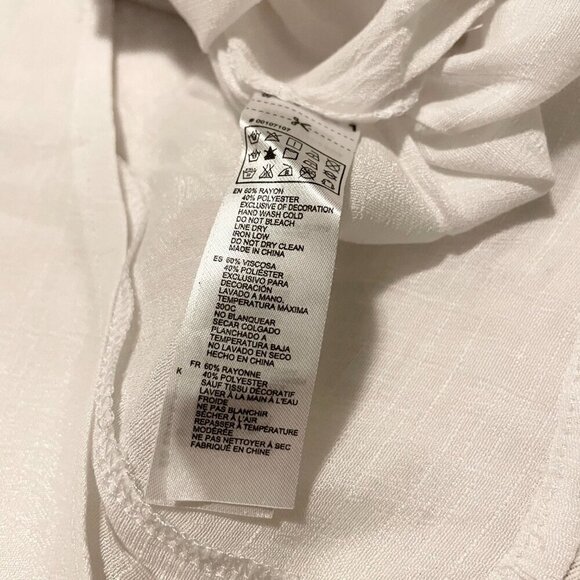 # 00107107
EN 60% RAYON
40% POLYESTER
EXCLUSIVE OF DECORATION
HAND WASH COLD
DO NOT BLEACH
LINE DRY
IRON LOW
DO NOT DRY CLEAN
MADE IN CHINA
ES 60% VISCOSA
40% POLIÉSTER
EXCLUSIVO PARA
DECORACIÓN
LAVADO A MANO,
TEMPERATURA MÁXIMA
30OC
NO BLANQUEAR
SECAR COLGADO
PLANCHADO A
TEMPERATURA BAJA
NO LAVADO EN SECO
HECHO EN CHINA
FR 60% RAYONNE
K 40% POLYESTER
SAUF TISSU DÉCORATIF
LAVER À LA MAIN À L'EAU
FROIDE
NE PAS BLANCHIR
SÉCHER À L'AIR
REPASSER À TEMPÉRATURE
MODÉRÉE
NE PAS NETTOYER À SEC
FABRIQUÉ EN CHINE